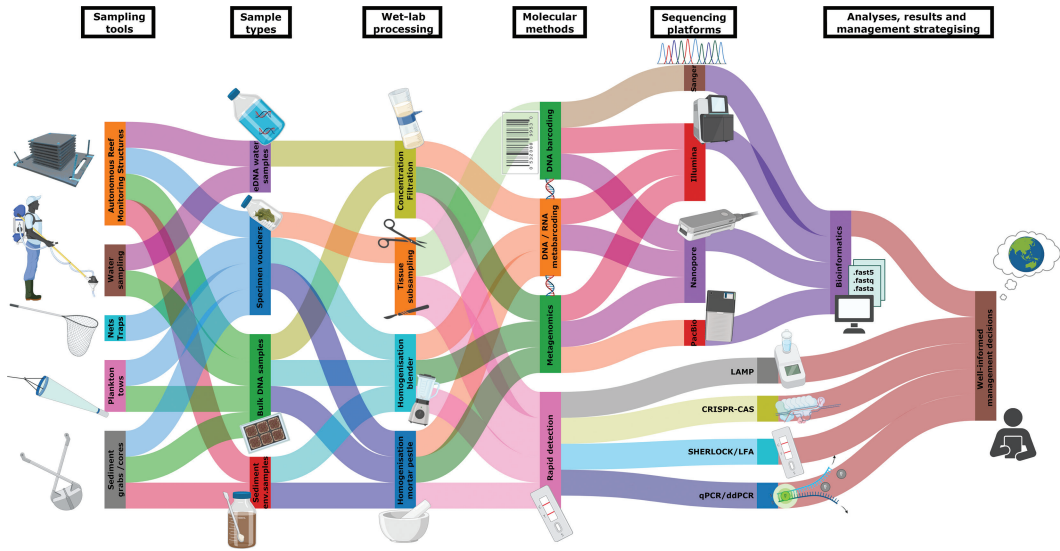 Sampling
tools
Sample
types
Wet-lab
processing
Molecular
methods
Sequencing
platforms
Analyses, results and
management strategising
Autonomous Reef
Monitoring Structures
Water
sampling
Nets
Traps
Plankton
tows
Sediment
grabs /cores
eDNA water
samples
Specimen vouchers
Bulk DNA samples
Sediment
env.samples
Concentration
Filtration
Tissue
subsampling
Homogenisation
blender
Homogenisation
mortar pestle
DNA barcoding
DNA / RNA
metabarcoding
Metagenomics
Rapid detection
Sanger
Illumina
Nanopore
PacBio
LAMP
CRISPR-CAS
SHERLOCK/LFA
qPCR/ddPCR
Bioinformatics
.fast5
.fastq
.fasta
Well-informed
management decisions